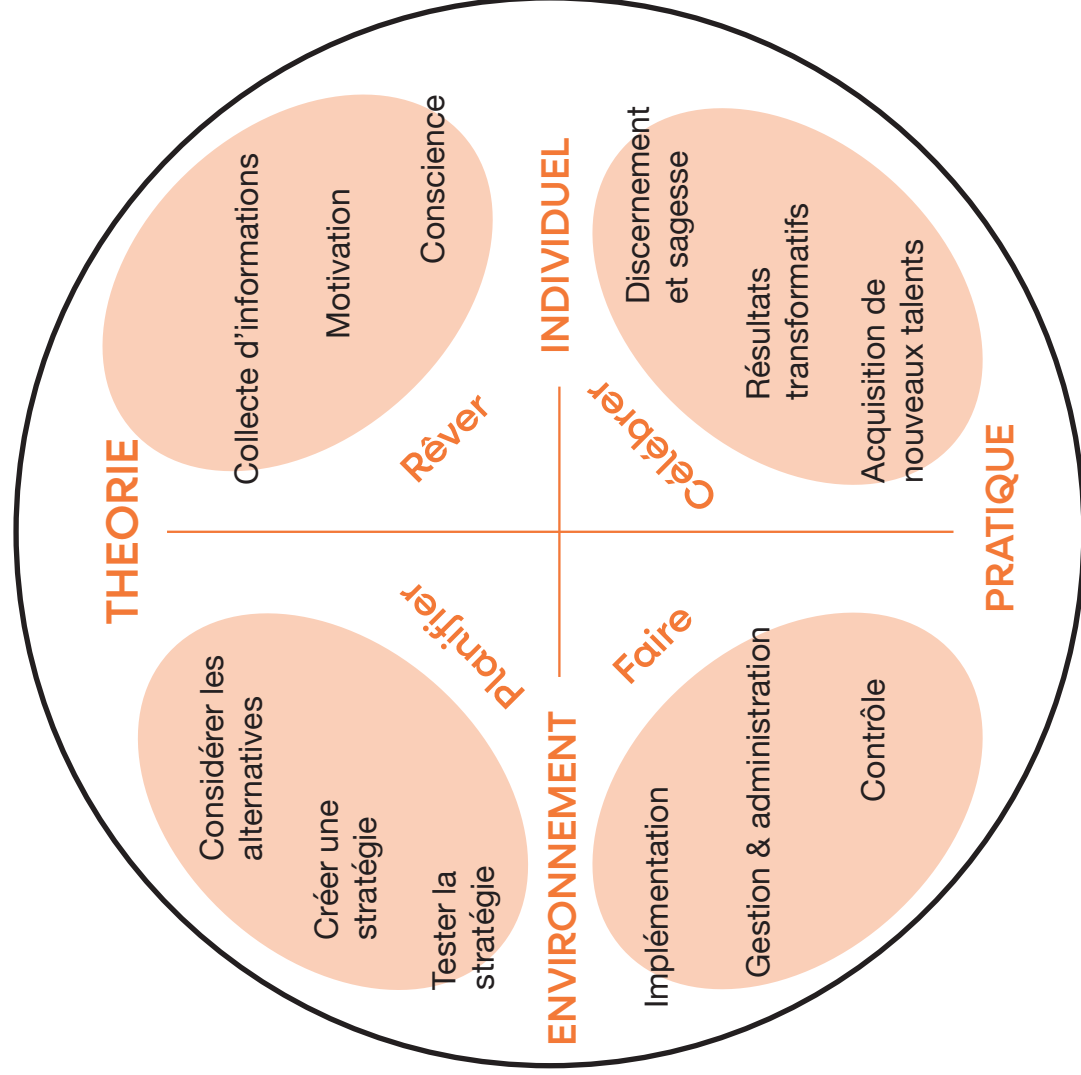 THEORIE
Considérer les
alternatives
Créer une
stratégie
Tester la
stratégie
Planifier
Collecte d'informations
Motivation
Conscience
Rêver
ENVIRONNEMENT
INDIVIDUEL
Faire
Implémentation
Gestion & administration
Contrôle
Célébrer
Discernement
et sagesse
Résultats
transformatifs
Acquisition de
nouveaux talents
PRATIQUE